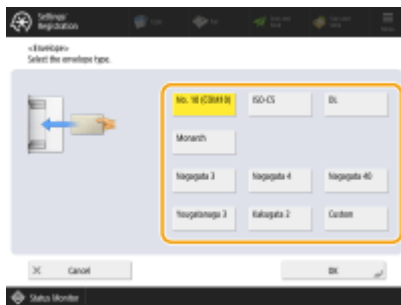 Settings/
Registration
Menu
<Envelope>
Select the envelope type.
No. 10 (COM10)
ISO-C5
DL
Monarch
Nagagata 3
Nagagata 4
Nagagata 40
Yougatanaga 3
Kakugata 2
Custom
Cancel
OK
Status Monitor